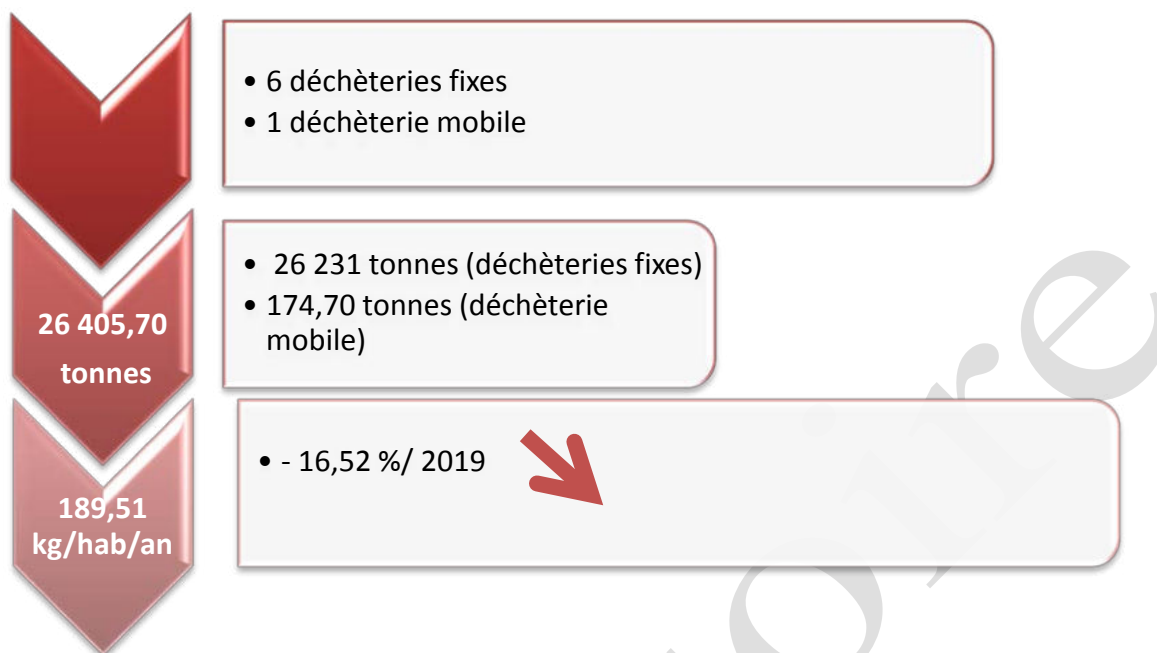 • 6 déchèteries fixes
• 1 déchèterie mobile
26 405,70
tonnes
• 26 231 tonnes (déchèteries fixes)
• 174,70 tonnes (déchèterie
mobile)
189,51
kg/hab/an
• - 16,52 %/ 2019
oire